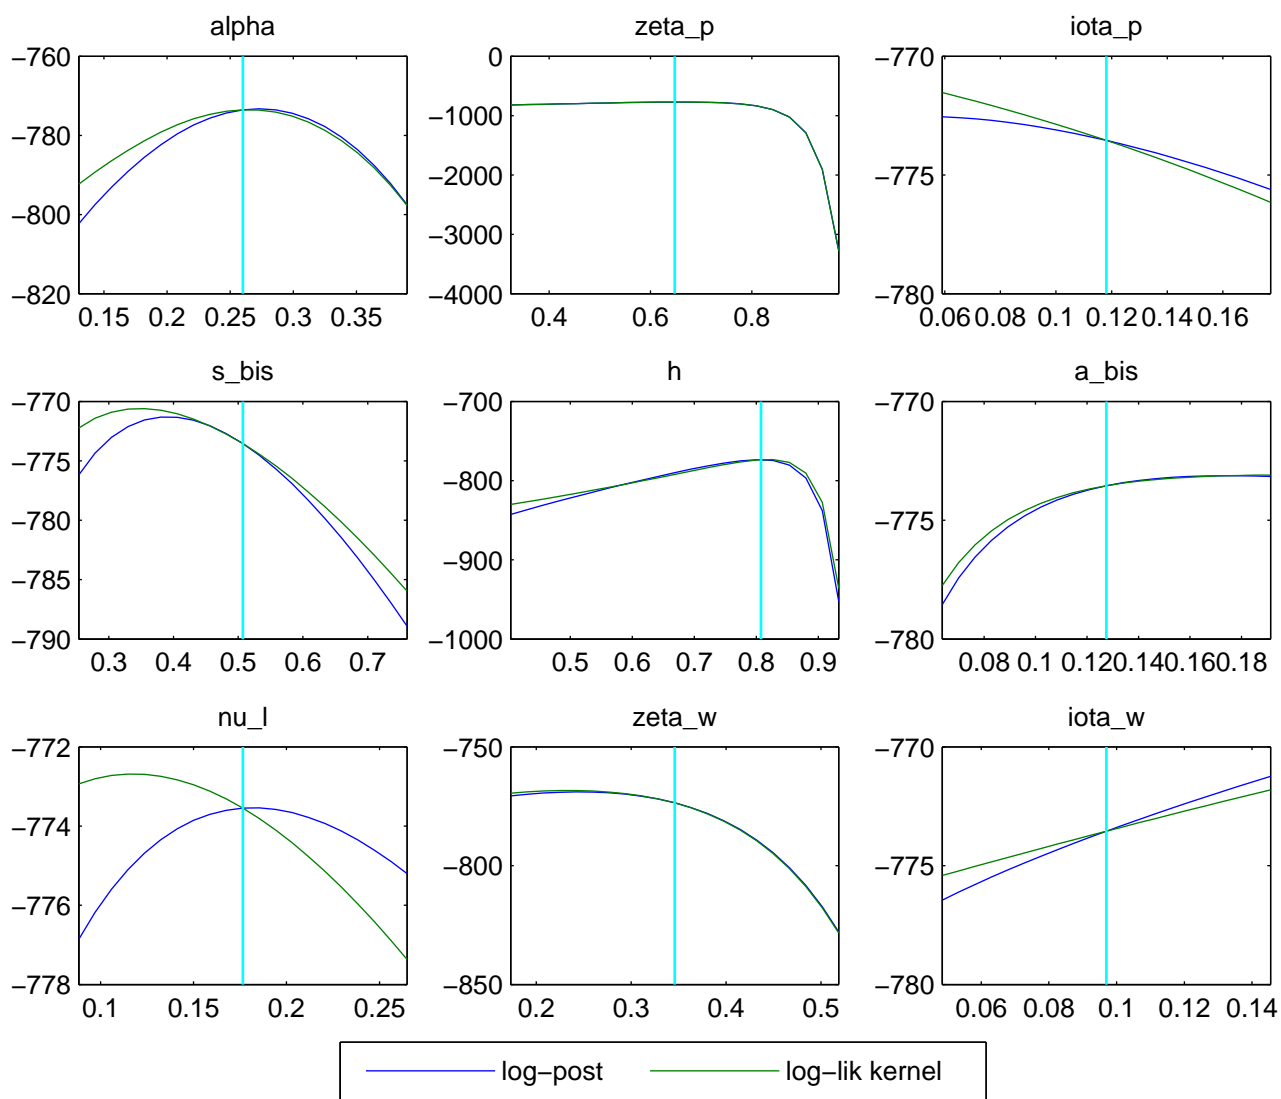 alpha
zeta_p
iota_p
−760
−780
−800
−820
0.15 0.2 0.25 0.3 0.35
0
−1000
−2000
−3000
−4000
0.4 0.6 0.8
−770
−775
−780
0.06 0.08 0.1 0.12 0.14 0.16
s_bis
h
a_bis
−770
−775
−780
−785
−790
0.3 0.4 0.5 0.6 0.7
−700
−800
−900
−1000
0.5 0.6 0.7 0.8 0.9
−770
−775
−780
0.08 0.1 0.12 0.14 0.16 0.18
nu_l
zeta_w
iota_w
−772
−774
−776
−778
0.1 0.15 0.2 0.25
−750
−800
−850
0.2 0.3 0.4 0.5
−770
−775
−780
0.06 0.08 0.1 0.12 0.14
log−post
log−lik kernel